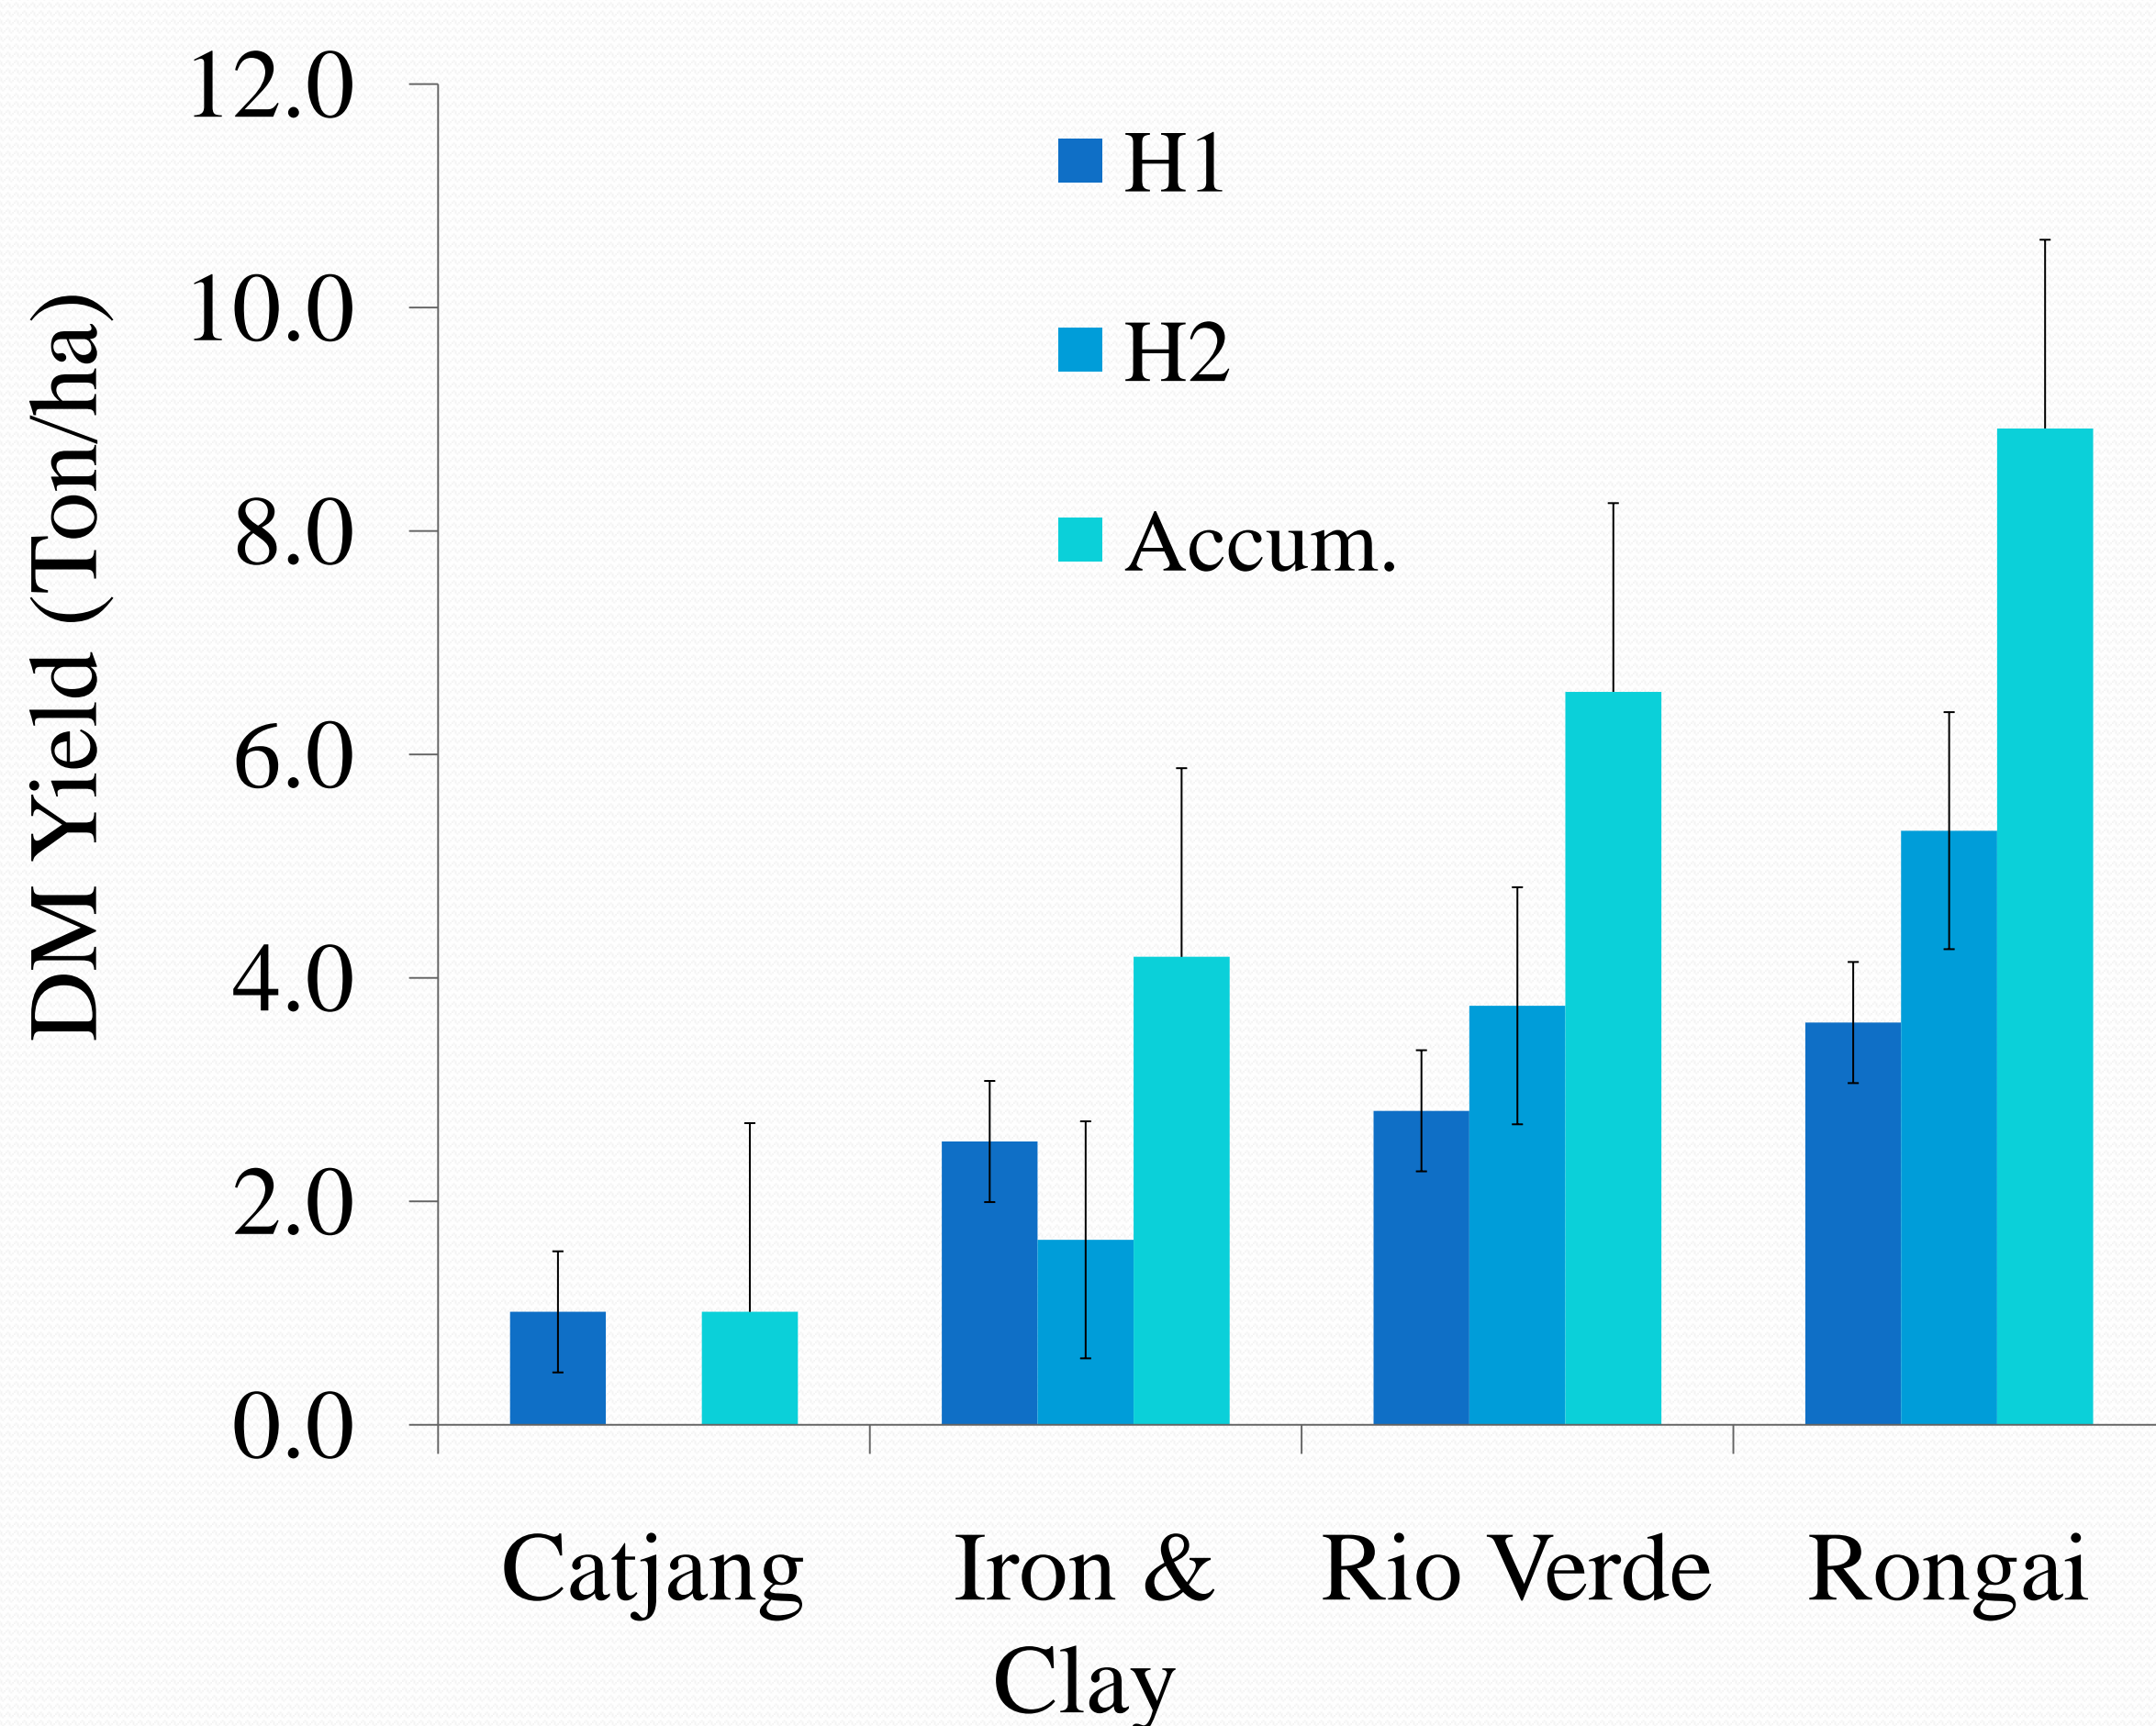 DM Yield (Ton/ha)
12.0
10.0
8.0
6.0
4.0
2.0
0.0
H1
H2
Accum.
Catjang
Iron &
Clay
Rio Verde
Rongai